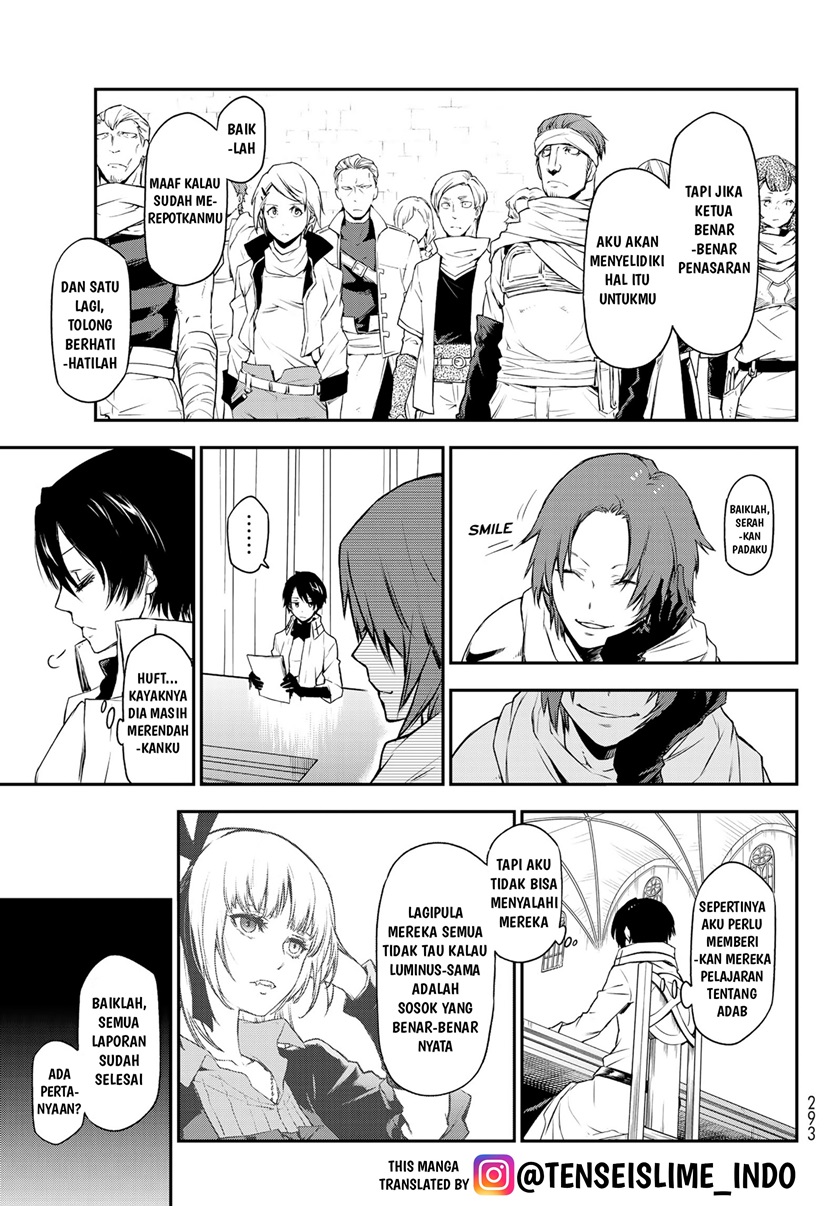 TAPI JIKA
KETUA
BENAR
-BENAR
PENASARAN
AKU AKAN
MENYELIDIKI
HAL ITU
UNTUKMU
BAIK
-LAH
MAAF KALAU
SUDAH ME-
REPOTKANMU
DAN SATU
LAGI,
TOLONG
BERHATI
-HATILAH
BAIKLAH,
SERAH
-KAN
PADAKU
SMILE
......
HUFT...
KAYAKNYA
DIA MASIH
MERENDAH
-KANKU
SEPERTINYA
AKU PERLU
MEMBERI
-KAN MEREKA
PELAJARAN
TENTANG
ADAB
TAPI AKU
TIDAK BISA
MENYALAHI
MEREKA
LAGIPULA
MEREKA SEMUA
TIDAK TAU KALAU
LUMINUS-SAMA
ADALAH
SOSOK YANG
BENAR-BENAR
NYATA
BAIKLAH,
SEMUA
LAPORAN
SUDAH
SELESAI
ADA
PERTA-
NYAAN?
293
THIS MANGA
TRANSLATED BY
@TENSEISLIME_INDO